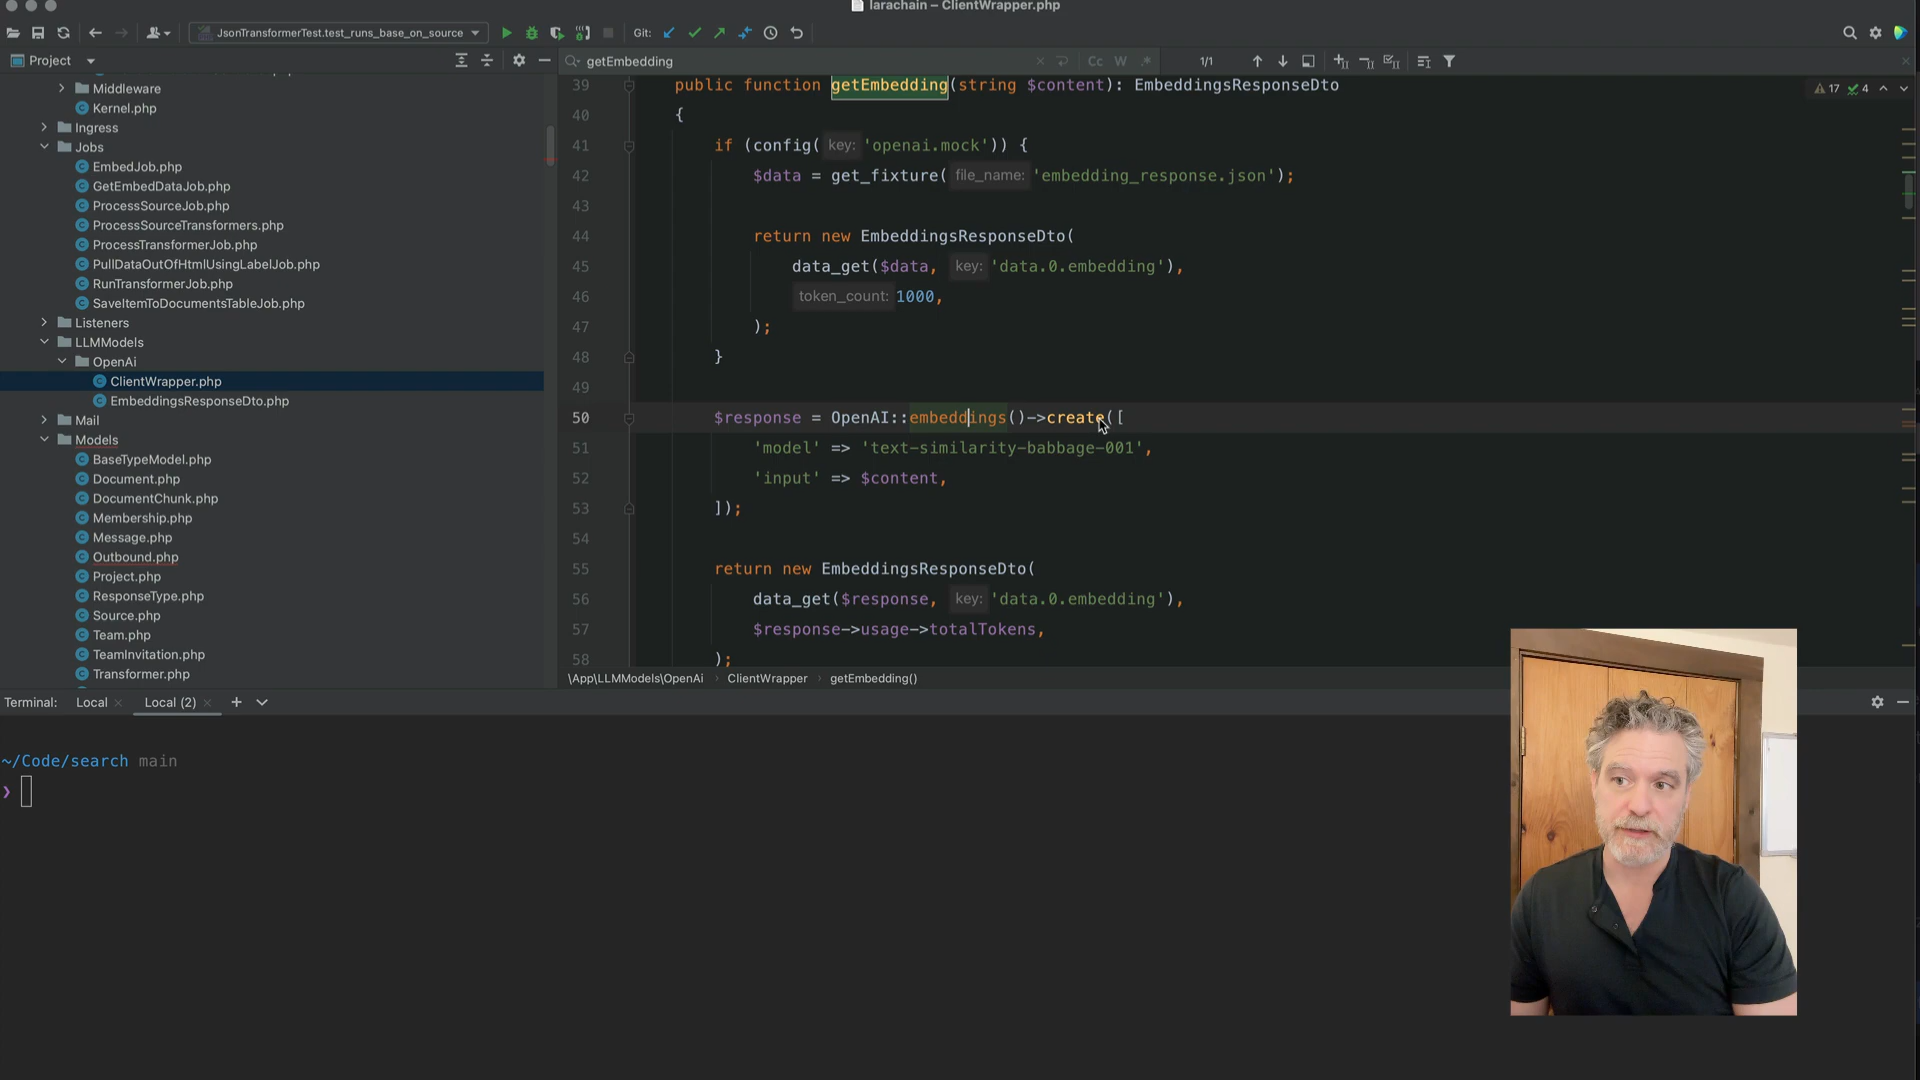 larachain – ClientWrapper.php
JsonTransformerTest.test_runs_base_on_source
Git:
Project
getEmbedding
Cc W .*
1/1
17 4
Middleware
Kernel.php
Ingress
Jobs
EmbedJob.php
GetEmbedDataJob.php
ProcessSourceJob.php
ProcessSourceTransformers.php
ProcessTransformerJob.php
PullDataOutOfHtmlUsingLabelJob.php
RunTransformerJob.php
SaveItemToDocumentsTableJob.php
Listeners
LLMModels
OpenAi
ClientWrapper.php
EmbeddingsResponseDto.php
Mail
Models
BaseTypeModel.php
Document.php
DocumentChunk.php
Membership.php
Message.php
Outbound.php
Project.php
ResponseType.php
Source.php
Team.php
TeamInvitation.php
Transformer.php
39 public function getEmbedding(string $content): EmbeddingsResponseDto
40 {
41 if (config( key: 'openai.mock')) {
42 $data = get_fixture( file_name: 'embedding_response.json');
43
44 return new EmbeddingsResponseDto(
45 data_get($data, key: 'data.0.embedding'),
46 token_count: 1000,
47 );
48 }
49
50 $response = OpenAI::embeddings()->create([
51 'model' => 'text-similarity-babbage-001',
52 'input' => $content,
53 ]);
54
55 return new EmbeddingsResponseDto(
56 data_get($response, key: 'data.0.embedding'),
57 $response->usage->totalTokens,
58 );
\App\LLMModels\OpenAi › ClientWrapper › getEmbedding()
Terminal: Local Local (2)
~/Code/search main
❯